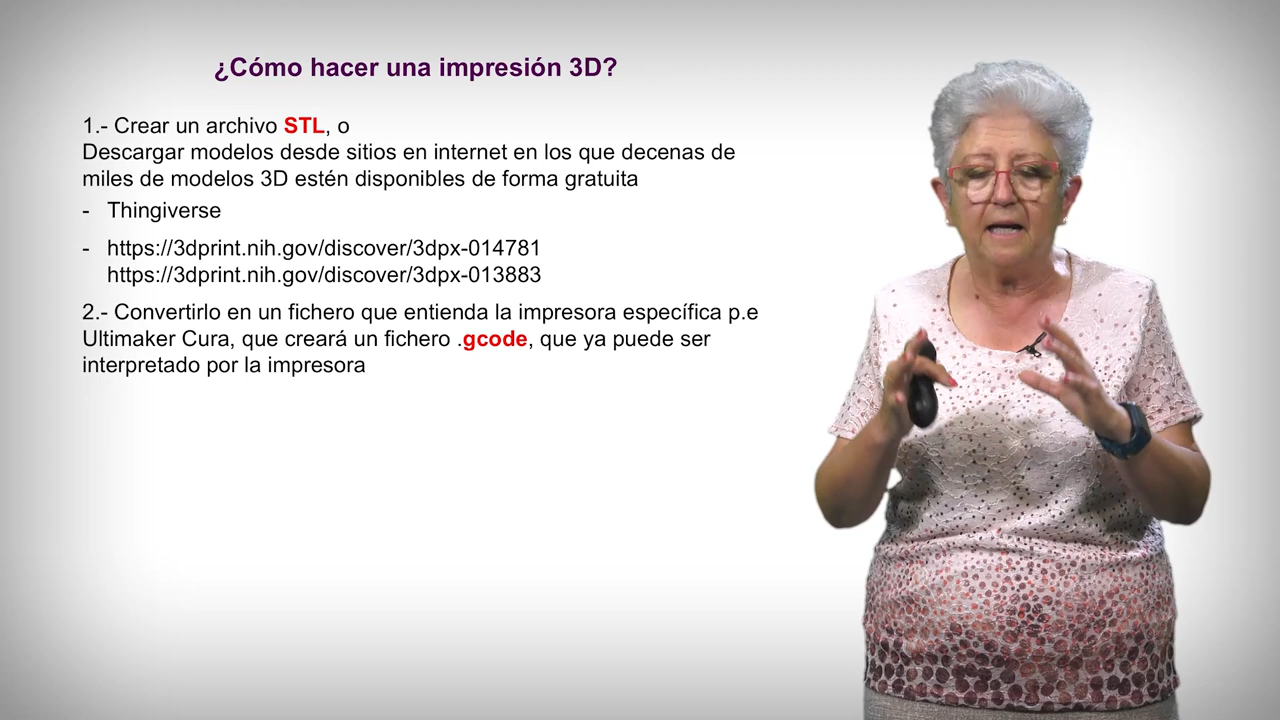 ¿Cómo hacer una impresión 3D?
1.- Crear un archivo STL, o
Descargar modelos desde sitios en internet en los que decenas de
miles de modelos 3D estén disponibles de forma gratuita
- Thingiverse
- https://3dprint.nih.gov/discover/3dpx-014781
https://3dprint.nih.gov/discover/3dpx-013883
2.- Convertirlo en un fichero que entienda la impresora específica p.e
Ultimaker Cura, que creará un fichero .gcode, que ya puede ser
interpretado por la impresora